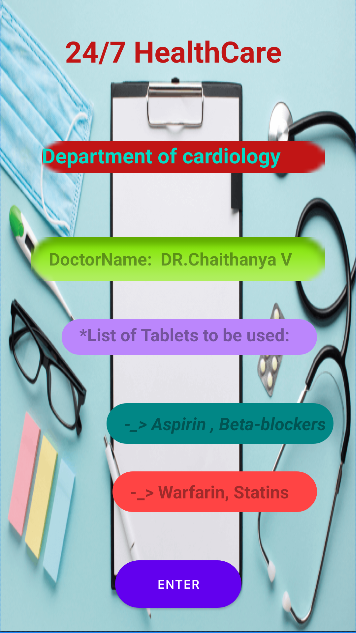 24/7 HealthCare
Department of cardiology
DoctorName: DR.Chaithanya V
*List of Tablets to be used:
-_> Aspirin , Beta-blockers
-_> Warfarin, Statins
ENTER